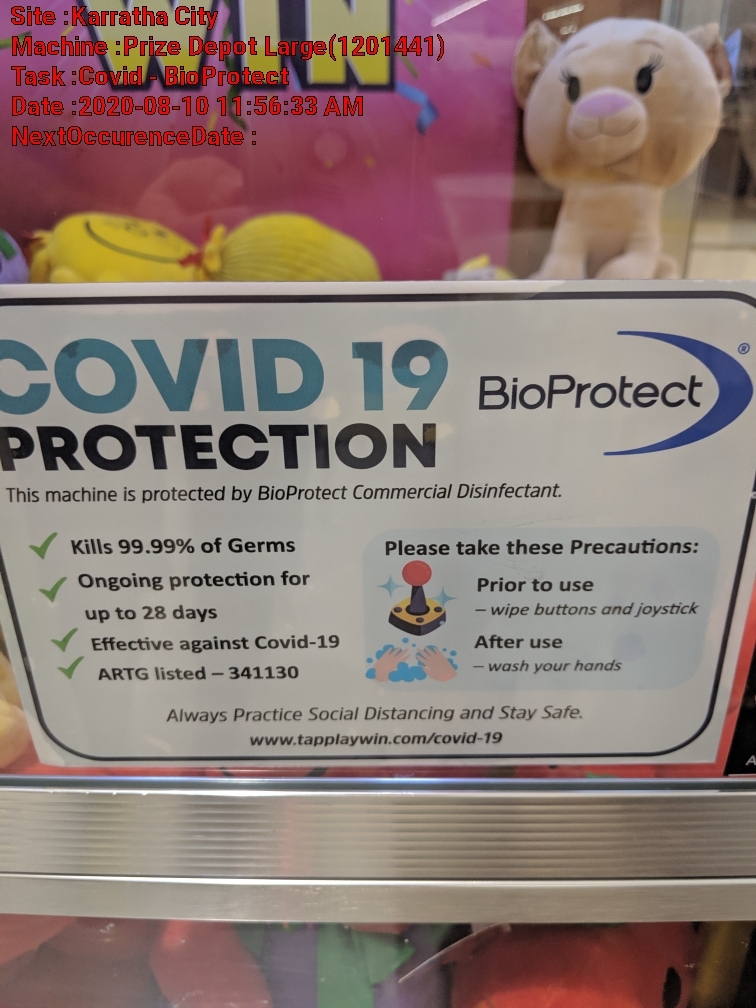 Site :Karratha City
Machine :Prize Depot Large(1201441)
Task :Covid - BioProtect
Date :2020-08-10 11:56:33 AM
NextOccurenceDate :
WIN
COVID 19
PROTECTION
BioProtect®
This machine is protected by BioProtect Commercial Disinfectant.
Kills 99.99% of Germs
Ongoing protection for
up to 28 days
Effective against Covid-19
ARTG listed – 341130
Please take these Precautions:
Prior to use
– wipe buttons and joystick
After use
– wash your hands
Always Practice Social Distancing and Stay Safe.
www.tapplaywin.com/covid-19